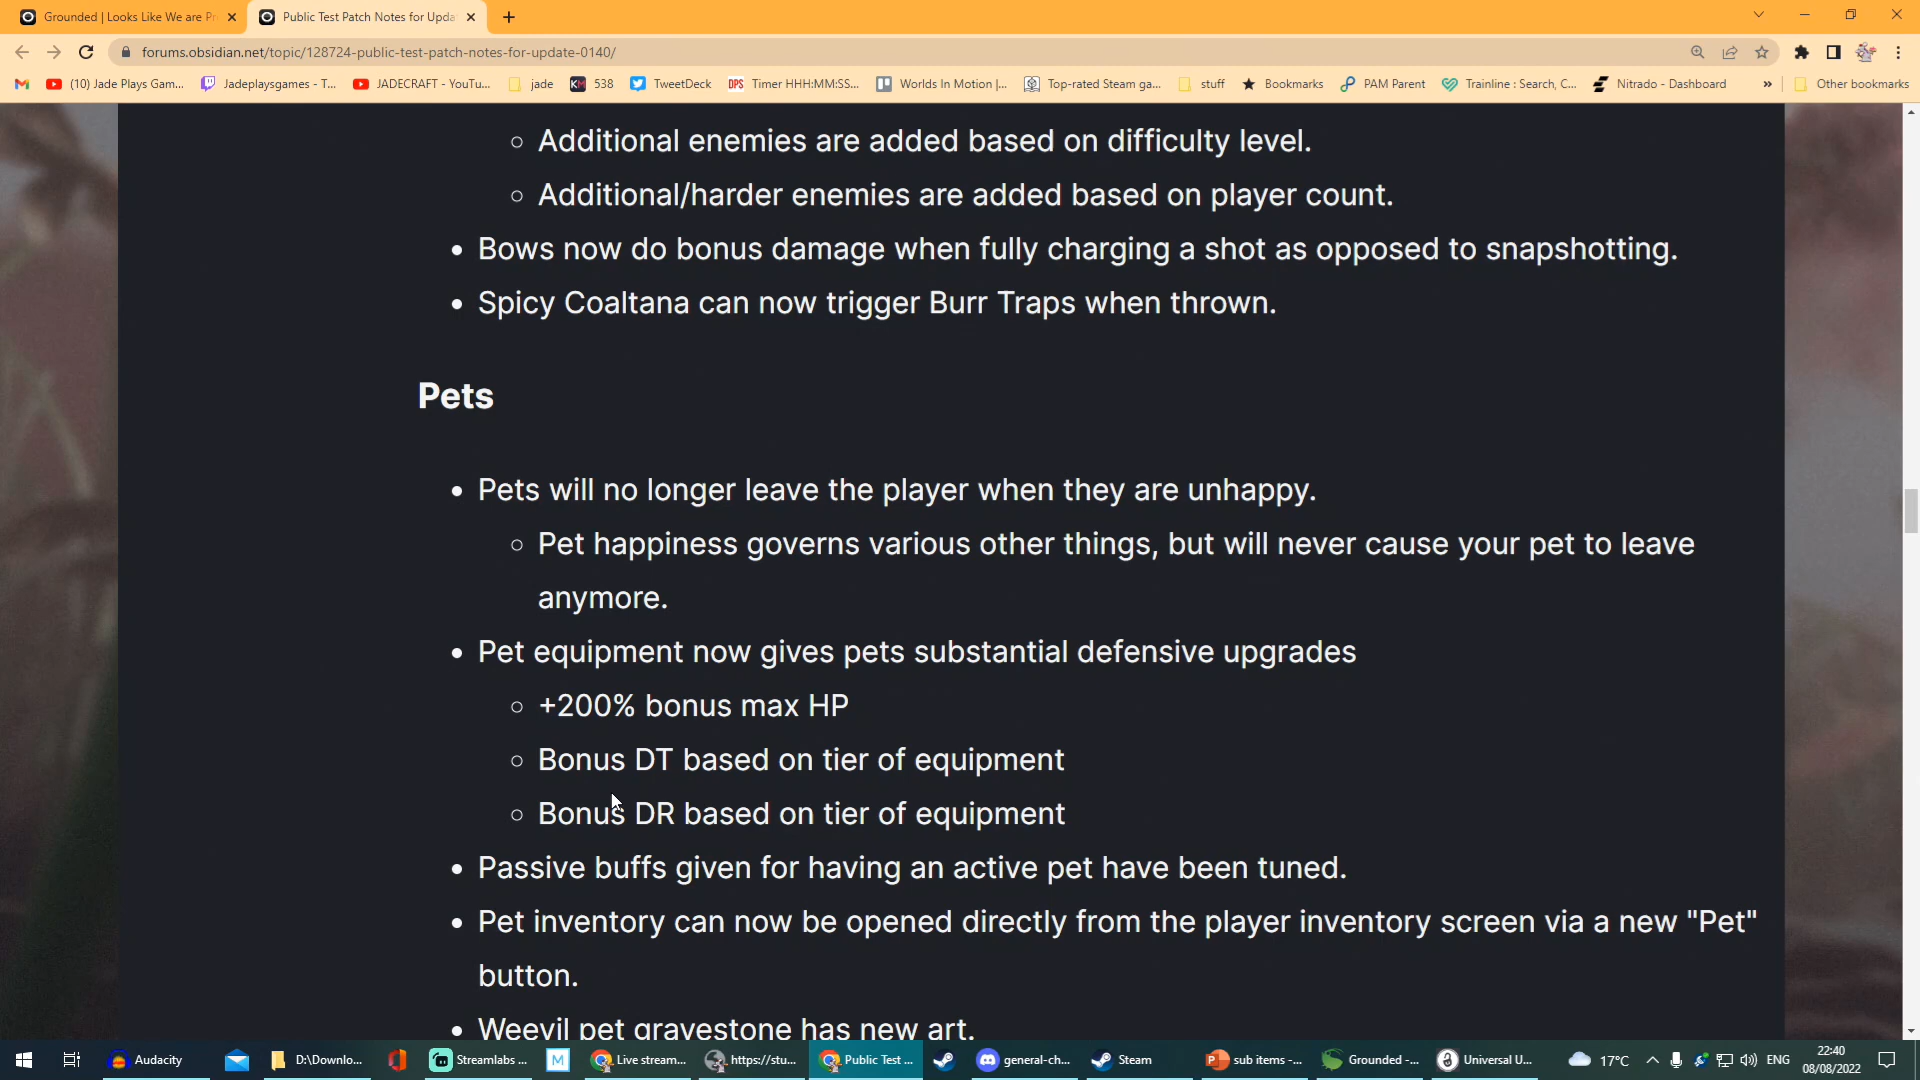 Grounded | Looks Like We are Pr
Public Test Patch Notes for Upda
forums.obsidian.net/topic/128724-public-test-patch-notes-for-update-0140/
(10) Jade Plays Gam...
Jadeplaysgames - T...
JADECRAFT - YouTu...
jade
KM 538
TweetDeck
DPS Timer HHH:MM:SS...
Worlds In Motion |...
Top-rated Steam ga...
stuff
Bookmarks
PAM Parent
Trainline : Search, C...
Nitrado - Dashboard
»
Other bookmarks
Additional enemies are added based on difficulty level.
Additional/harder enemies are added based on player count.
Bows now do bonus damage when fully charging a shot as opposed to snapshotting.
Spicy Coaltana can now trigger Burr Traps when thrown.
Pets
Pets will no longer leave the player when they are unhappy.
Pet happiness governs various other things, but will never cause your pet to leave
anymore.
Pet equipment now gives pets substantial defensive upgrades
+200% bonus max HP
Bonus DT based on tier of equipment
Bonus DR based on tier of equipment
Passive buffs given for having an active pet have been tuned.
Pet inventory can now be opened directly from the player inventory screen via a new "Pet"
button.
Weevil pet gravestone has new art.
Audacity
D:\Downlo...
Streamlabs ...
M
Live stream...
https://stu...
Public Test ...
general-ch...
Steam
sub items -...
Grounded -...
Universal U...
17°C
ENG
22:40
08/08/2022